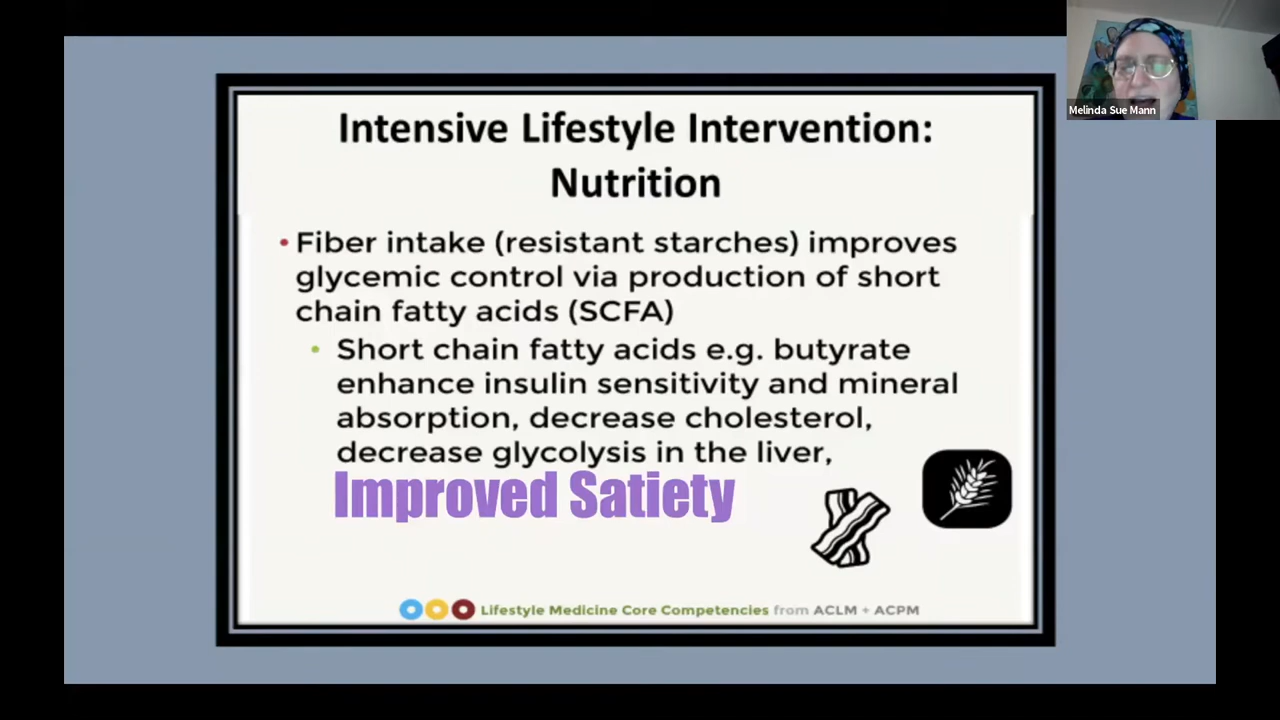 Melinda Sue Mann
Intensive Lifestyle Intervention:
Nutrition
• Fiber intake (resistant starches) improves
glycemic control via production of short
chain fatty acids (SCFA)
• Short chain fatty acids e.g. butyrate
enhance insulin sensitivity and mineral
absorption, decrease cholesterol,
decrease glycolysis in the liver,
Improved Satiety
Lifestyle Medicine Core Competencies from ACLM + ACPM